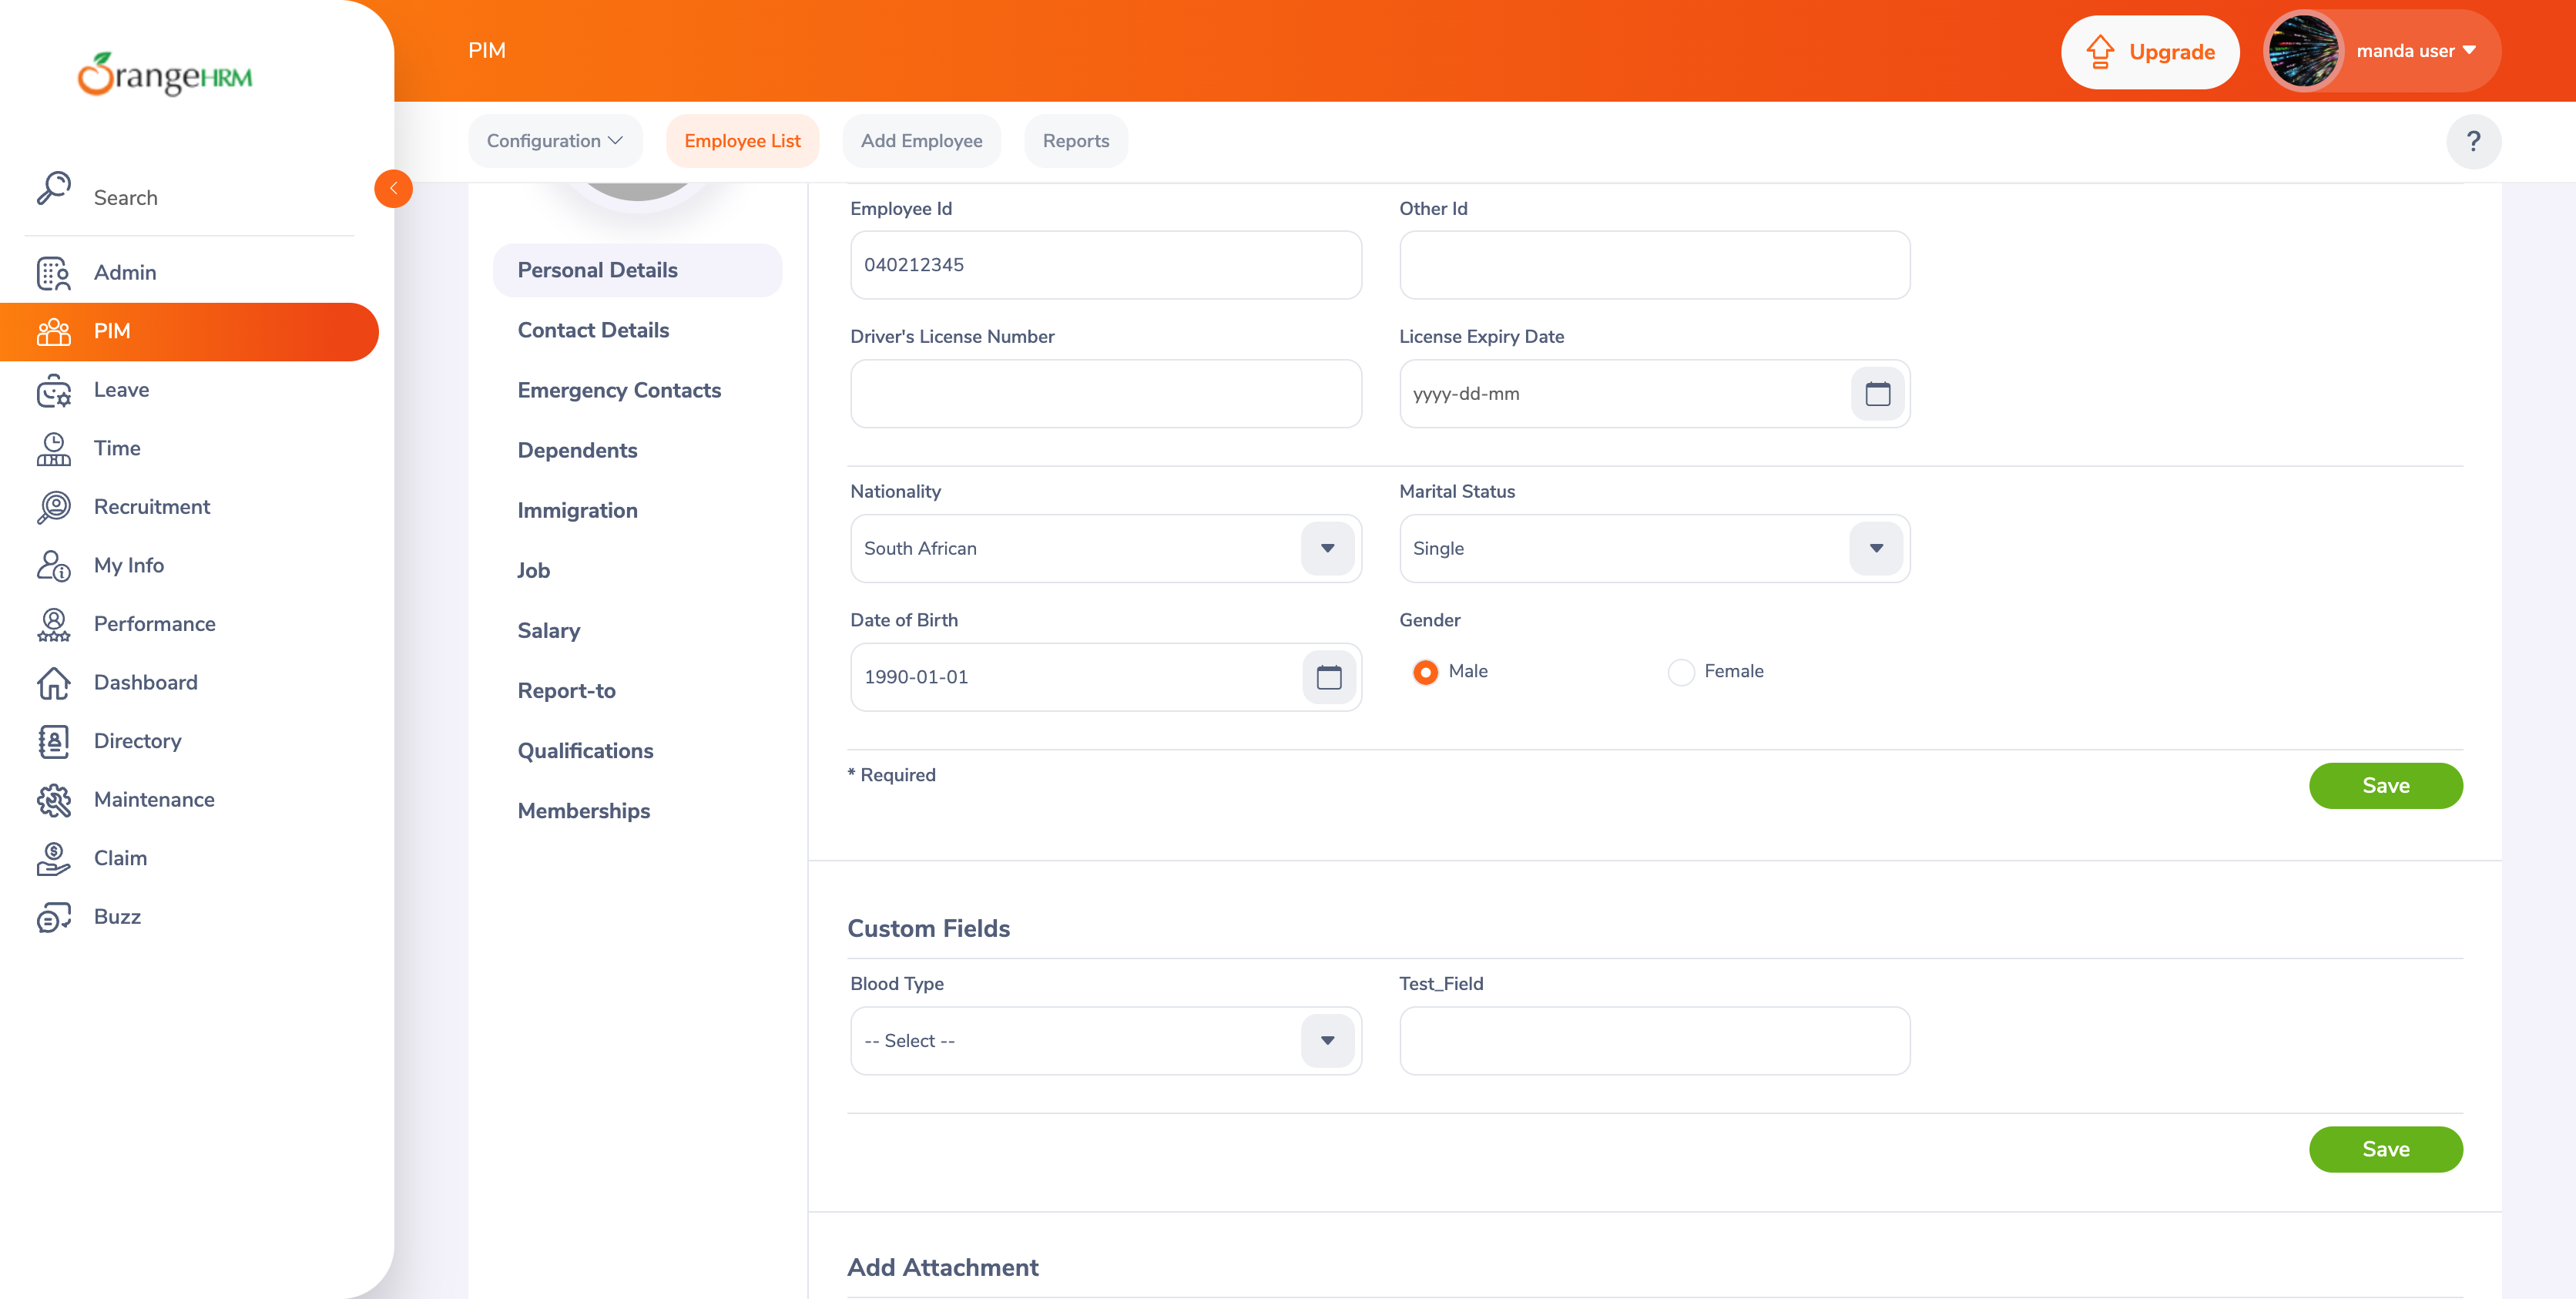 OrangeHRM
PIM
Upgrade
manda user
Configuration
Employee List
Add Employee
Reports
?
Search
Admin
PIM
Leave
Time
Recruitment
My Info
Performance
Dashboard
Directory
Maintenance
Claim
Buzz
Personal Details
Contact Details
Emergency Contacts
Dependents
Immigration
Job
Salary
Report-to
Qualifications
Memberships
Employee Id
Other Id
040212345
Driver's License Number
License Expiry Date
yyyy-dd-mm
Nationality
Marital Status
South African
Single
Date of Birth
Gender
1990-01-01
Male
Female
* Required
Save
Custom Fields
Blood Type
Test_Field
-- Select --
Save
Add Attachment